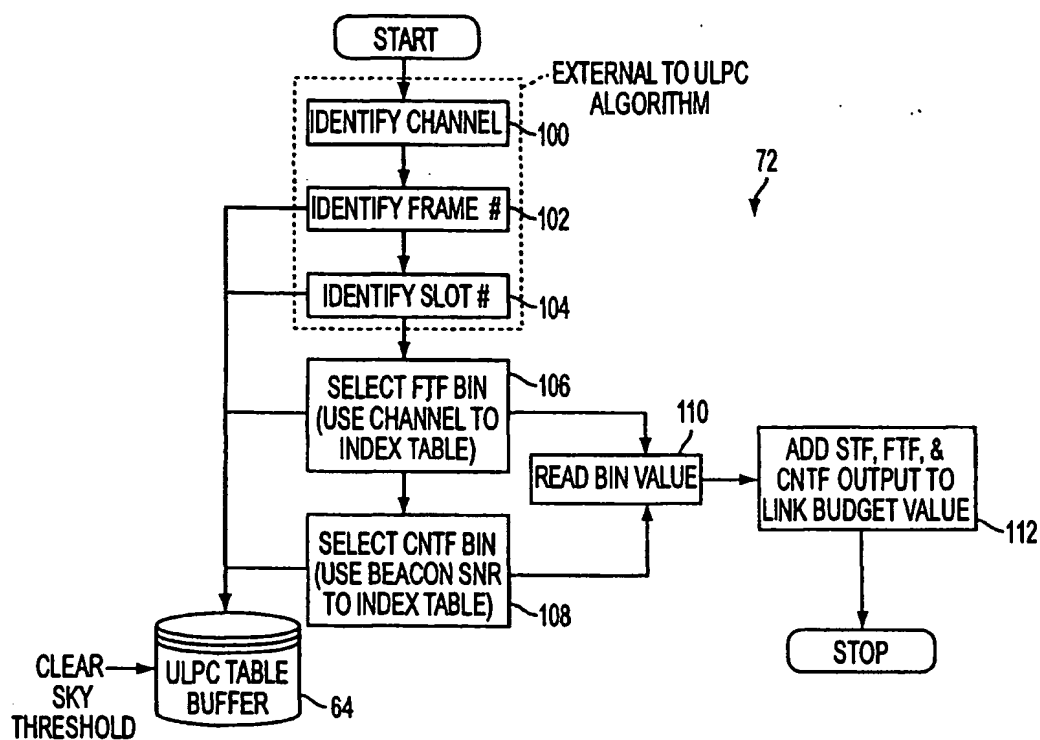 START
EXTERNAL TO ULPC
ALGORITHM
IDENTIFY CHANNEL
100
72
IDENTIFY FRAME #
102
IDENTIFY SLOT #
104
SELECT FTF BIN
(USE CHANNEL TO
INDEX TABLE)
106
110
READ BIN VALUE
ADD STF, FTF, &
CNTF OUTPUT TO
LINK BUDGET VALUE
112
SELECT CNTF BIN
(USE BEACON SNR
TO INDEX TABLE)
108
CLEAR
SKY
THRESHOLD
ULPC TABLE
BUFFER
64
STOP